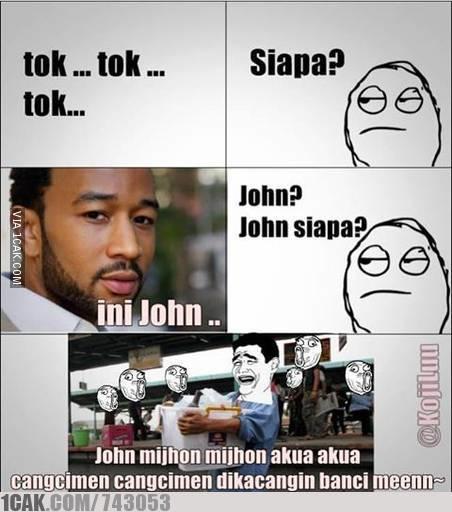 tok ... tok ...
tok...
Siapa?
VIA 1CAK.COM
ini John ..
John?
John siapa?
@KojiLuu
John mijhon mijhon akua akua
cangcimen cangcimen dikacangin banci meenn~
1CAK.COM/743053